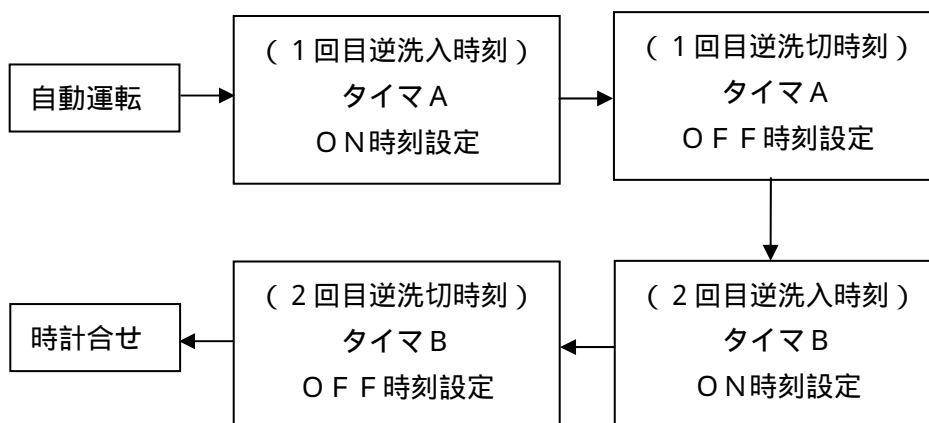 自動運転
(１回目逆洗入時刻)
タイマＡ
ＯＮ時刻設定
(１回目逆洗切時刻)
タイマＡ
ＯＦＦ時刻設定
(２回目逆洗入時刻)
タイマＢ
ＯＮ時刻設定
(２回目逆洗切時刻)
タイマＢ
ＯＦＦ時刻設定
時計合せ